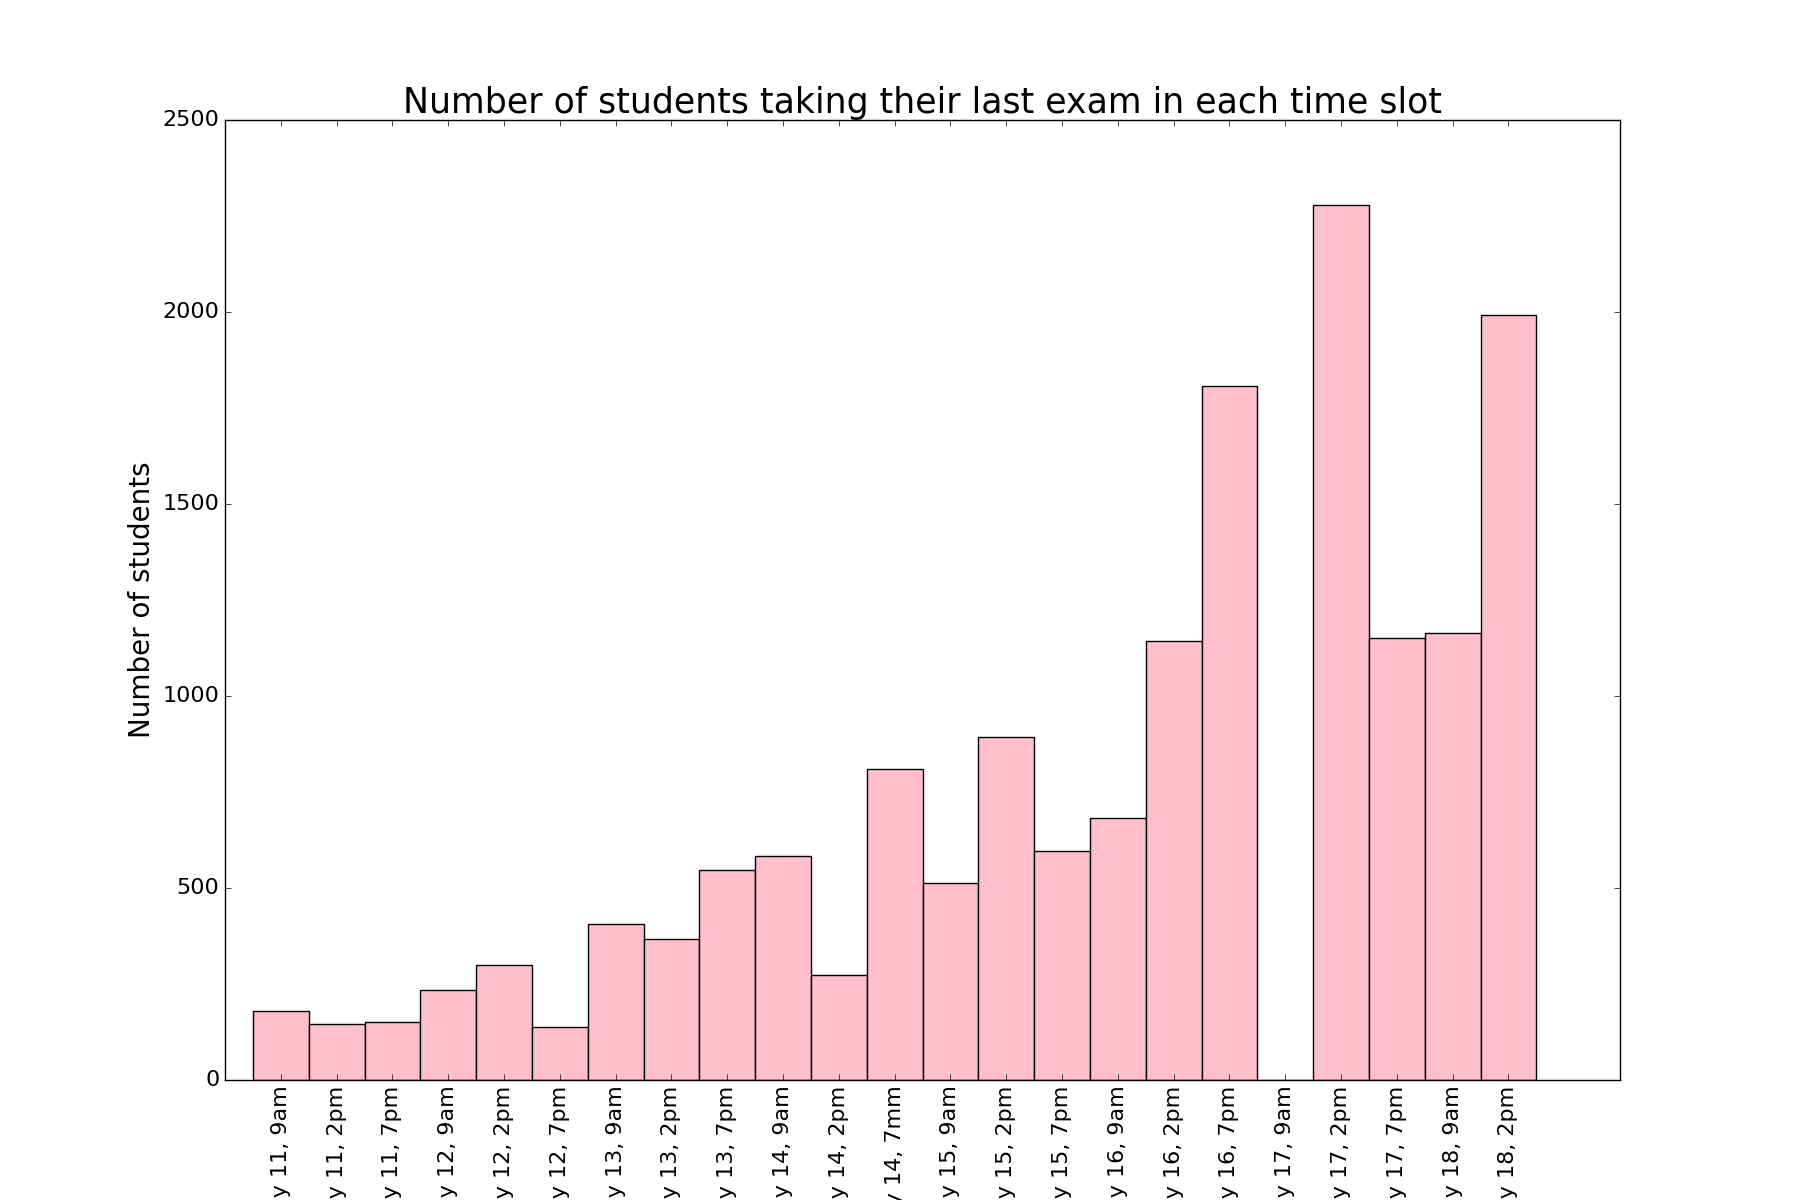 Number of students taking their last exam in each time slot
Number of students
2500
2000
1500
1000
500
0
y 11, 9am
y 11, 2pm
y 11, 7pm
y 12, 9am
y 12, 2pm
y 12, 7pm
y 13, 9am
y 13, 2pm
y 13, 7pm
y 14, 9am
y 14, 2pm
y 14, 7mm
y 15, 9am
y 15, 2pm
y 15, 7pm
y 16, 9am
y 16, 2pm
y 16, 7pm
y 17, 9am
y 17, 2pm
y 17, 7pm
y 18, 9am
y 18, 2pm